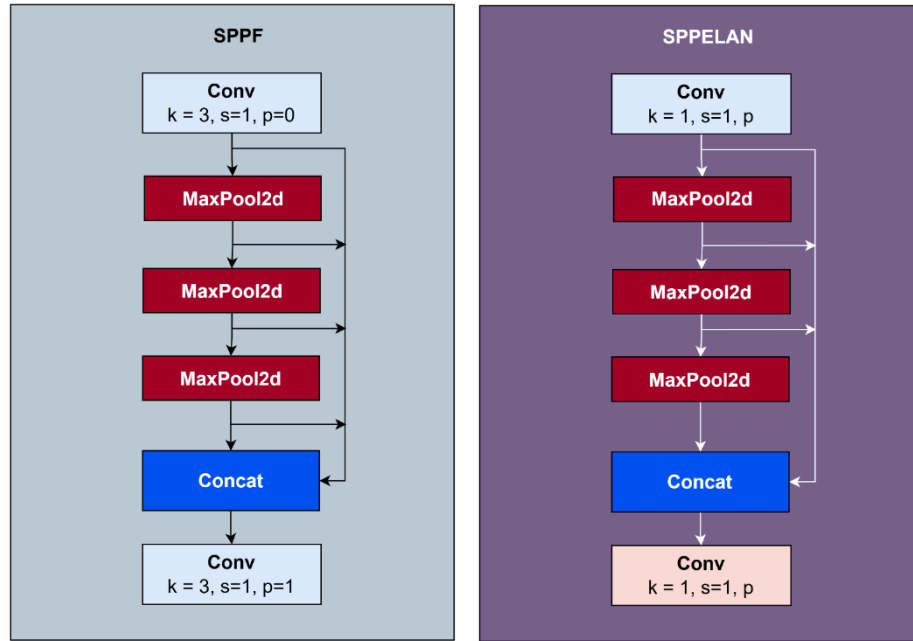 SPPF
Conv
k = 3, s=1, p=0
MaxPool2d
MaxPool2d
MaxPool2d
Concat
Conv
k = 3, s=1, p=1
SPPELAN
Conv
k = 1, s=1, p
MaxPool2d
MaxPool2d
MaxPool2d
Concat
Conv
k = 1, s=1, p